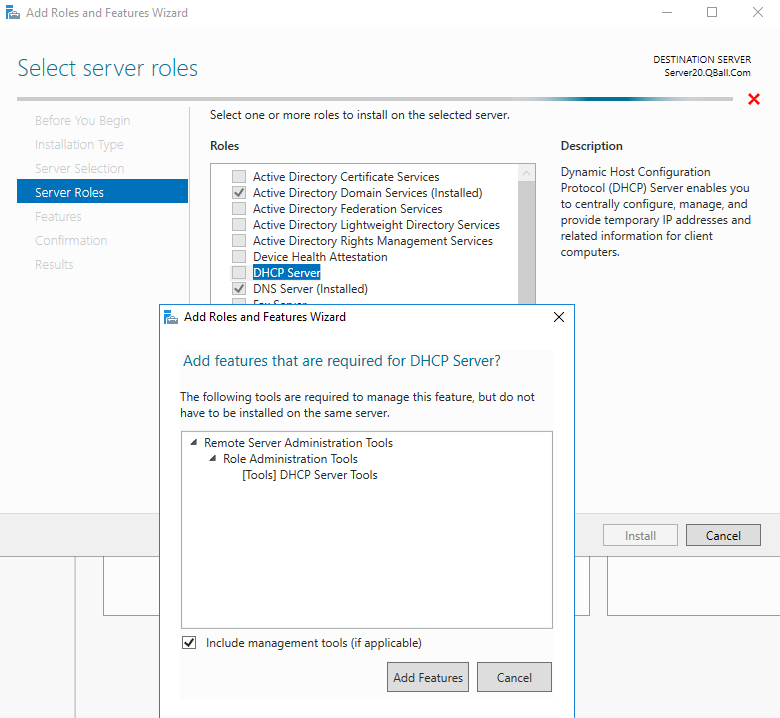 Add Roles and Features Wizard
Select server roles
DESTINATION SERVER
Server20.QBall.Com
Before You Begin
Installation Type
Server Selection
Server Roles
Features
Confirmation
Results
Select one or more roles to install on the selected server.
Roles
Active Directory Certificate Services
Active Directory Domain Services (Installed)
Active Directory Federation Services
Active Directory Lightweight Directory Services
Active Directory Rights Management Services
Device Health Attestation
DHCP Server
DNS Server (Installed)
Fax Server
Description
Dynamic Host Configuration
Protocol (DHCP) Server enables you
to centrally configure, manage, and
provide temporary IP addresses and
related information for client
computers.
Add Roles and Features Wizard
Add features that are required for DHCP Server?
The following tools are required to manage this feature, but do not
have to be installed on the same server.
Remote Server Administration Tools
Role Administration Tools
[Tools] DHCP Server Tools
Include management tools (if applicable)
Add Features
Cancel
Install
Cancel